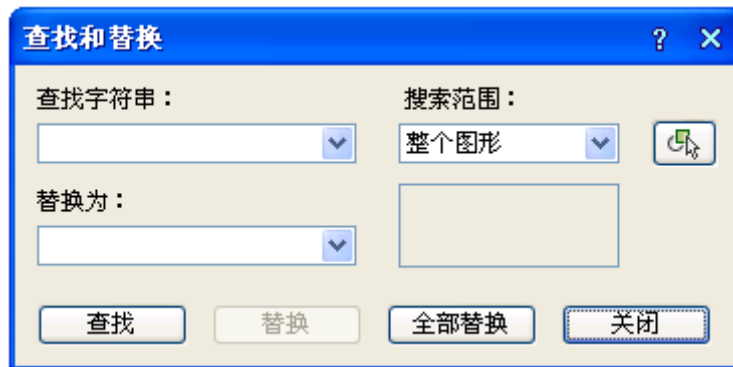 查找和替换
查找字符串：
搜索范围：
整个图形
替换为：
查找
替换
全部替换
关闭